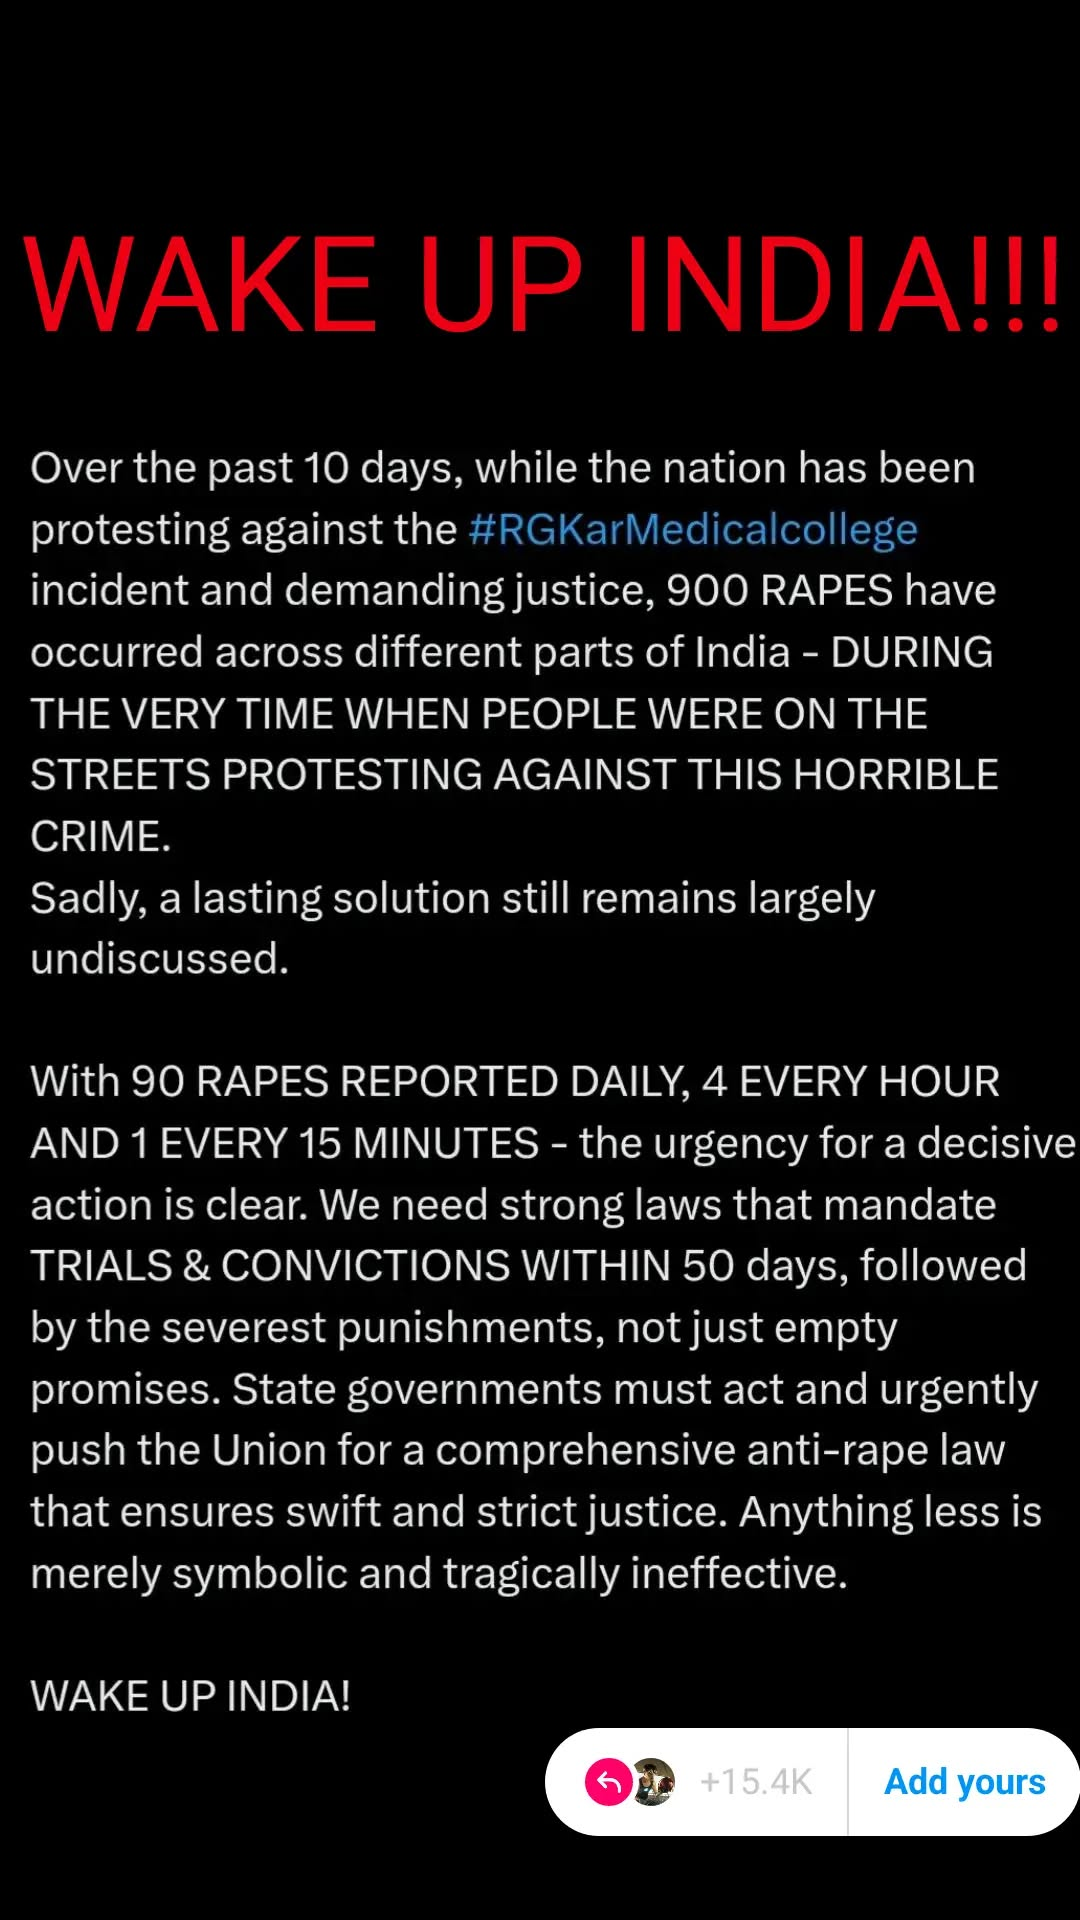 WAKE UP INDIA!!!
Over the past 10 days, while the nation has been
protesting against the #RGKarMedicalcollege
incident and demanding justice, 900 RAPES have
occurred across different parts of India - DURING
THE VERY TIME WHEN PEOPLE WERE ON THE
STREETS PROTESTING AGAINST THIS HORRIBLE
CRIME.
Sadly, a lasting solution still remains largely
undiscussed.
With 90 RAPES REPORTED DAILY, 4 EVERY HOUR
AND 1 EVERY 15 MINUTES - the urgency for a decisive
action is clear. We need strong laws that mandate
TRIALS & CONVICTIONS WITHIN 50 days, followed
by the severest punishments, not just empty
promises. State governments must act and urgently
push the Union for a comprehensive anti-rape law
that ensures swift and strict justice. Anything less is
merely symbolic and tragically ineffective.
WAKE UP INDIA!
+15.4K Add yours